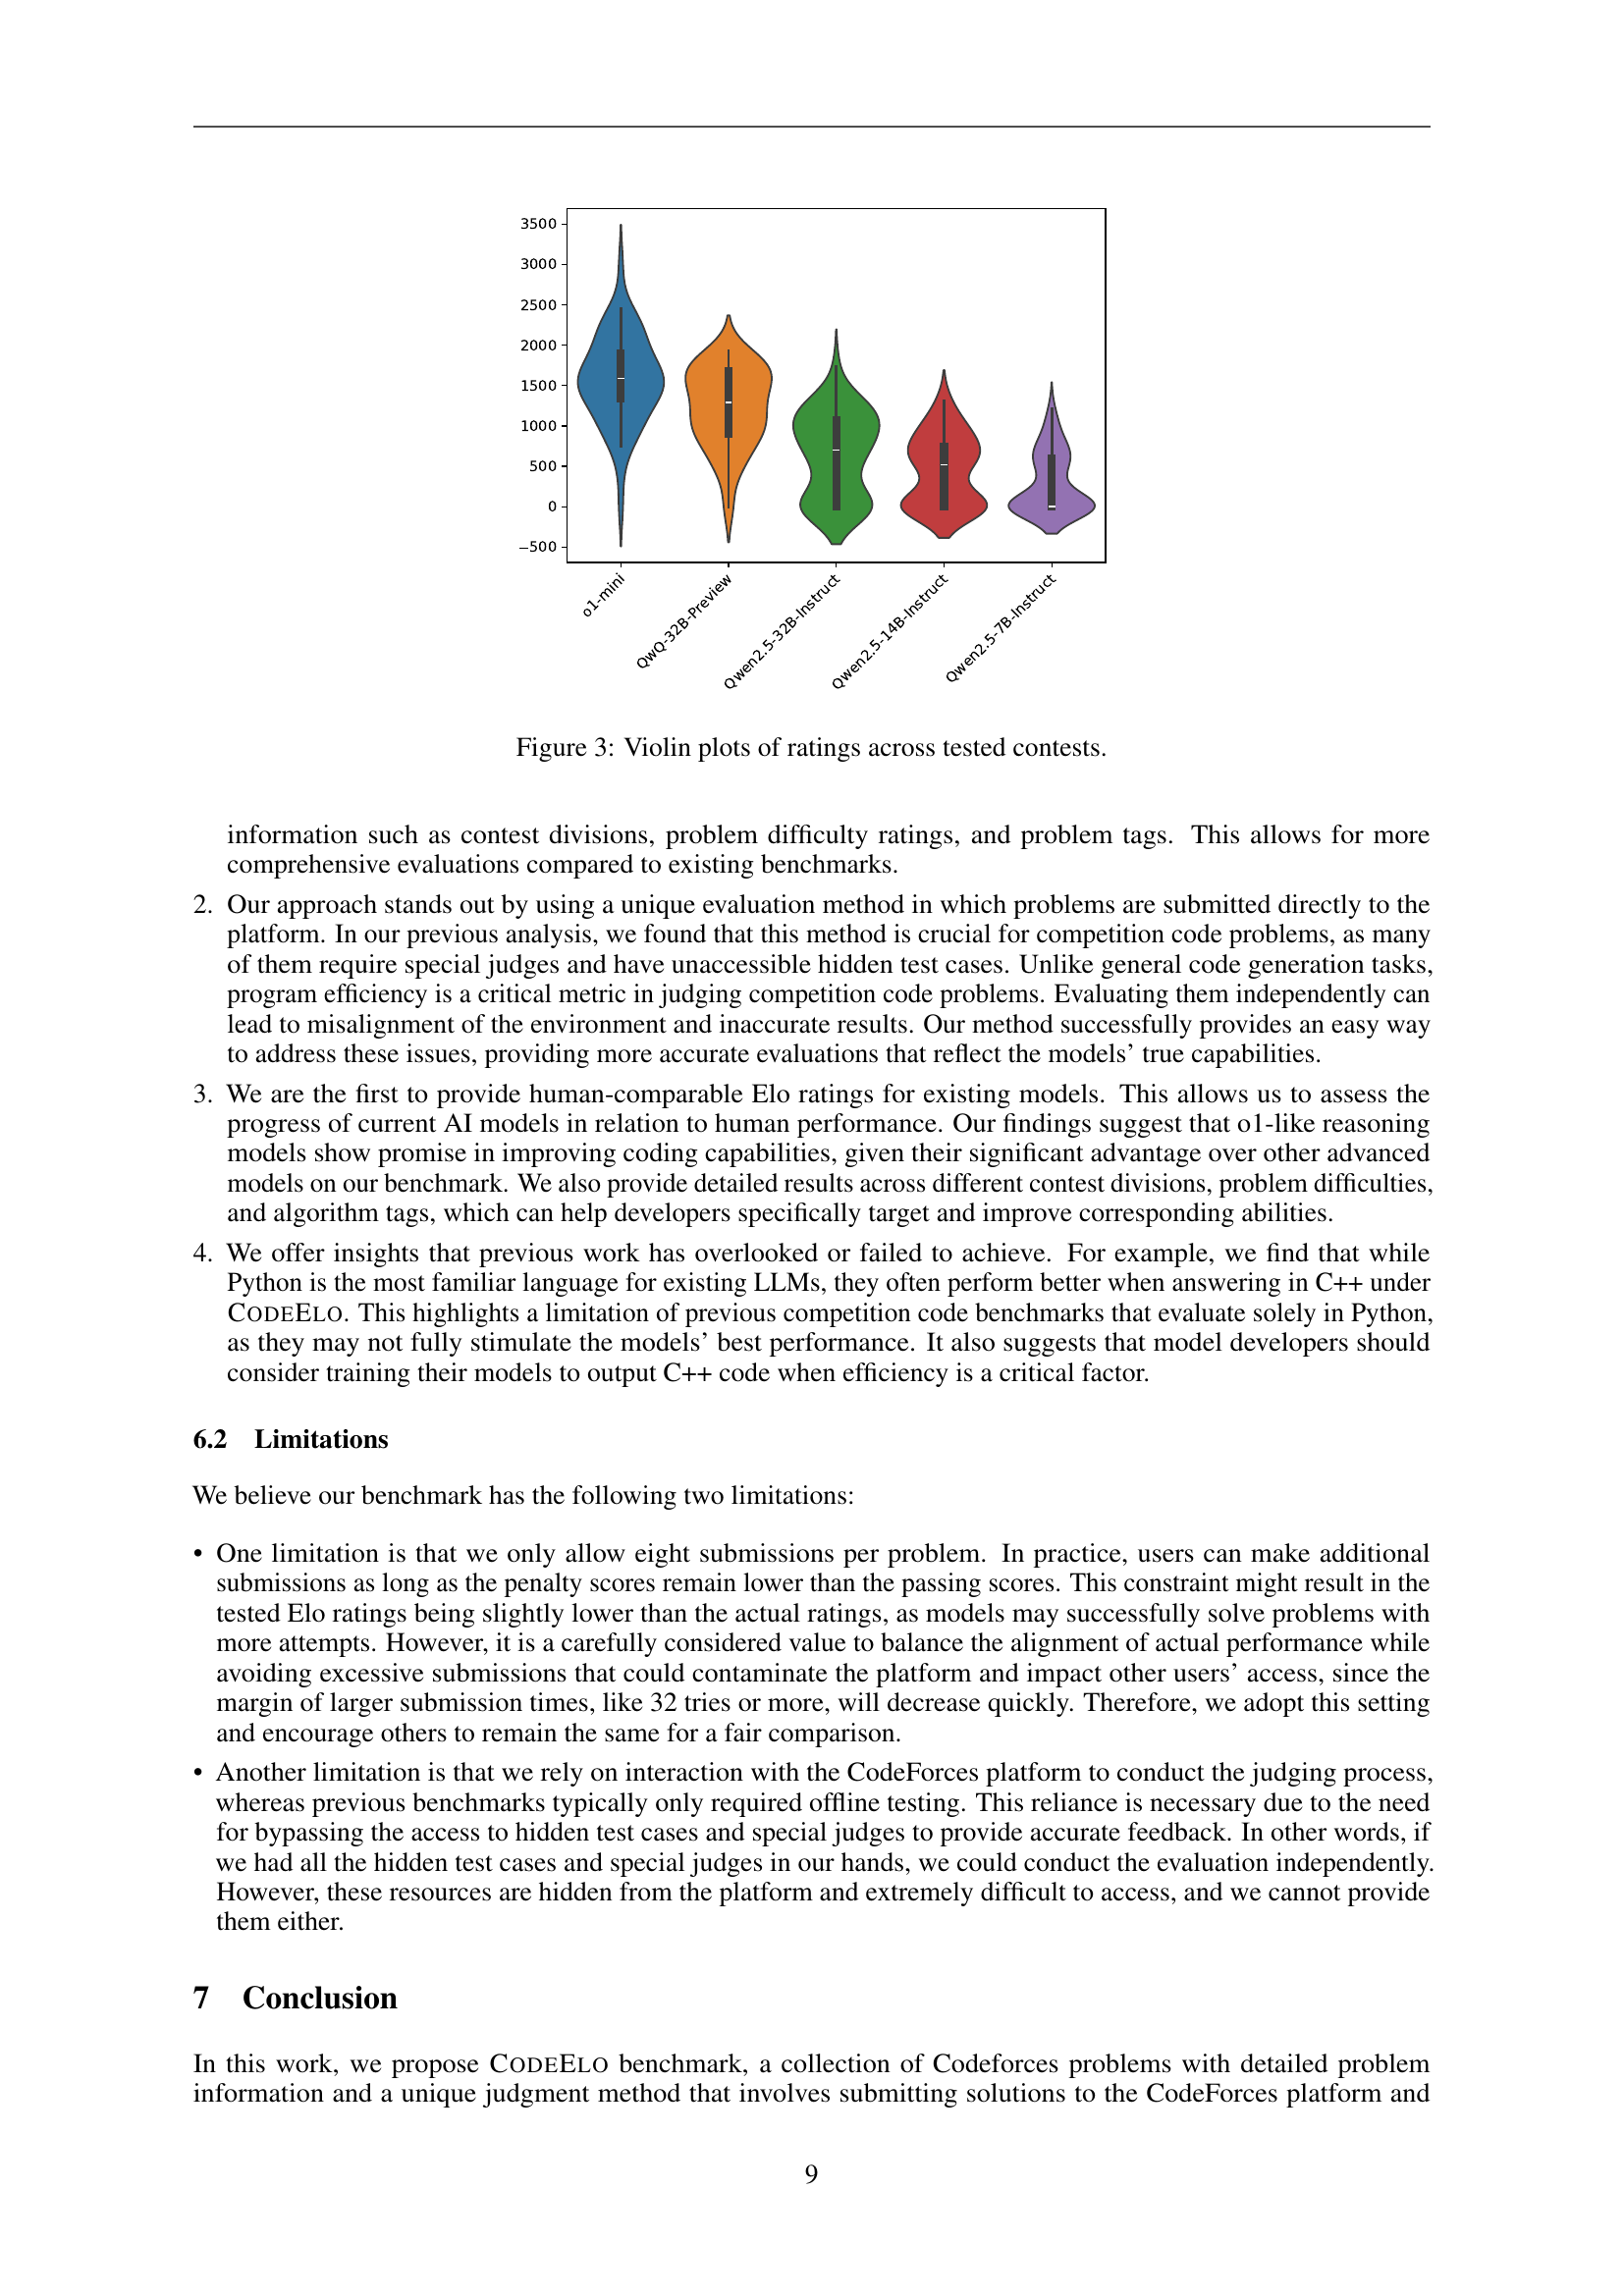 3500
3000
2500
2000
1500
1000
500
0
−500
o1-mini
QwQ-32B-Preview
Qwen2.5-32B-Instruct
Qwen2.5-14B-Instruct
Qwen2.5-7B-Instruct
Figure 3: Violin plots of ratings across tested contests.
information such as contest divisions, problem difficulty ratings, and problem tags. This allows for more
comprehensive evaluations compared to existing benchmarks.
2. Our approach stands out by using a unique evaluation method in which problems are submitted directly to the
platform. In our previous analysis, we found that this method is crucial for competition code problems, as many
of them require special judges and have unaccessible hidden test cases. Unlike general code generation tasks,
program efficiency is a critical metric in judging competition code problems. Evaluating them independently can
lead to misalignment of the environment and inaccurate results. Our method successfully provides an easy way
to address these issues, providing more accurate evaluations that reflect the models’ true capabilities.
3. We are the first to provide human-comparable Elo ratings for existing models. This allows us to assess the
progress of current AI models in relation to human performance. Our findings suggest that o1-like reasoning
models show promise in improving coding capabilities, given their significant advantage over other advanced
models on our benchmark. We also provide detailed results across different contest divisions, problem difficulties,
and algorithm tags, which can help developers specifically target and improve corresponding abilities.
4. We offer insights that previous work has overlooked or failed to achieve. For example, we find that while
Python is the most familiar language for existing LLMs, they often perform better when answering in C++ under
CODEELO. This highlights a limitation of previous competition code benchmarks that evaluate solely in Python,
as they may not fully stimulate the models’ best performance. It also suggests that model developers should
consider training their models to output C++ code when efficiency is a critical factor.
6.2 Limitations
We believe our benchmark has the following two limitations:
• One limitation is that we only allow eight submissions per problem. In practice, users can make additional
submissions as long as the penalty scores remain lower than the passing scores. This constraint might result in the
tested Elo ratings being slightly lower than the actual ratings, as models may successfully solve problems with
more attempts. However, it is a carefully considered value to balance the alignment of actual performance while
avoiding excessive submissions that could contaminate the platform and impact other users’ access, since the
margin of larger submission times, like 32 tries or more, will decrease quickly. Therefore, we adopt this setting
and encourage others to remain the same for a fair comparison.
• Another limitation is that we rely on interaction with the CodeForces platform to conduct the judging process,
whereas previous benchmarks typically only required offline testing. This reliance is necessary due to the need
for bypassing the access to hidden test cases and special judges to provide accurate feedback. In other words, if
we had all the hidden test cases and special judges in our hands, we could conduct the evaluation independently.
However, these resources are hidden from the platform and extremely difficult to access, and we cannot provide
them either.
7 Conclusion
In this work, we propose CODEELO benchmark, a collection of Codeforces problems with detailed problem
information and a unique judgment method that involves submitting solutions to the CodeForces platform and
9